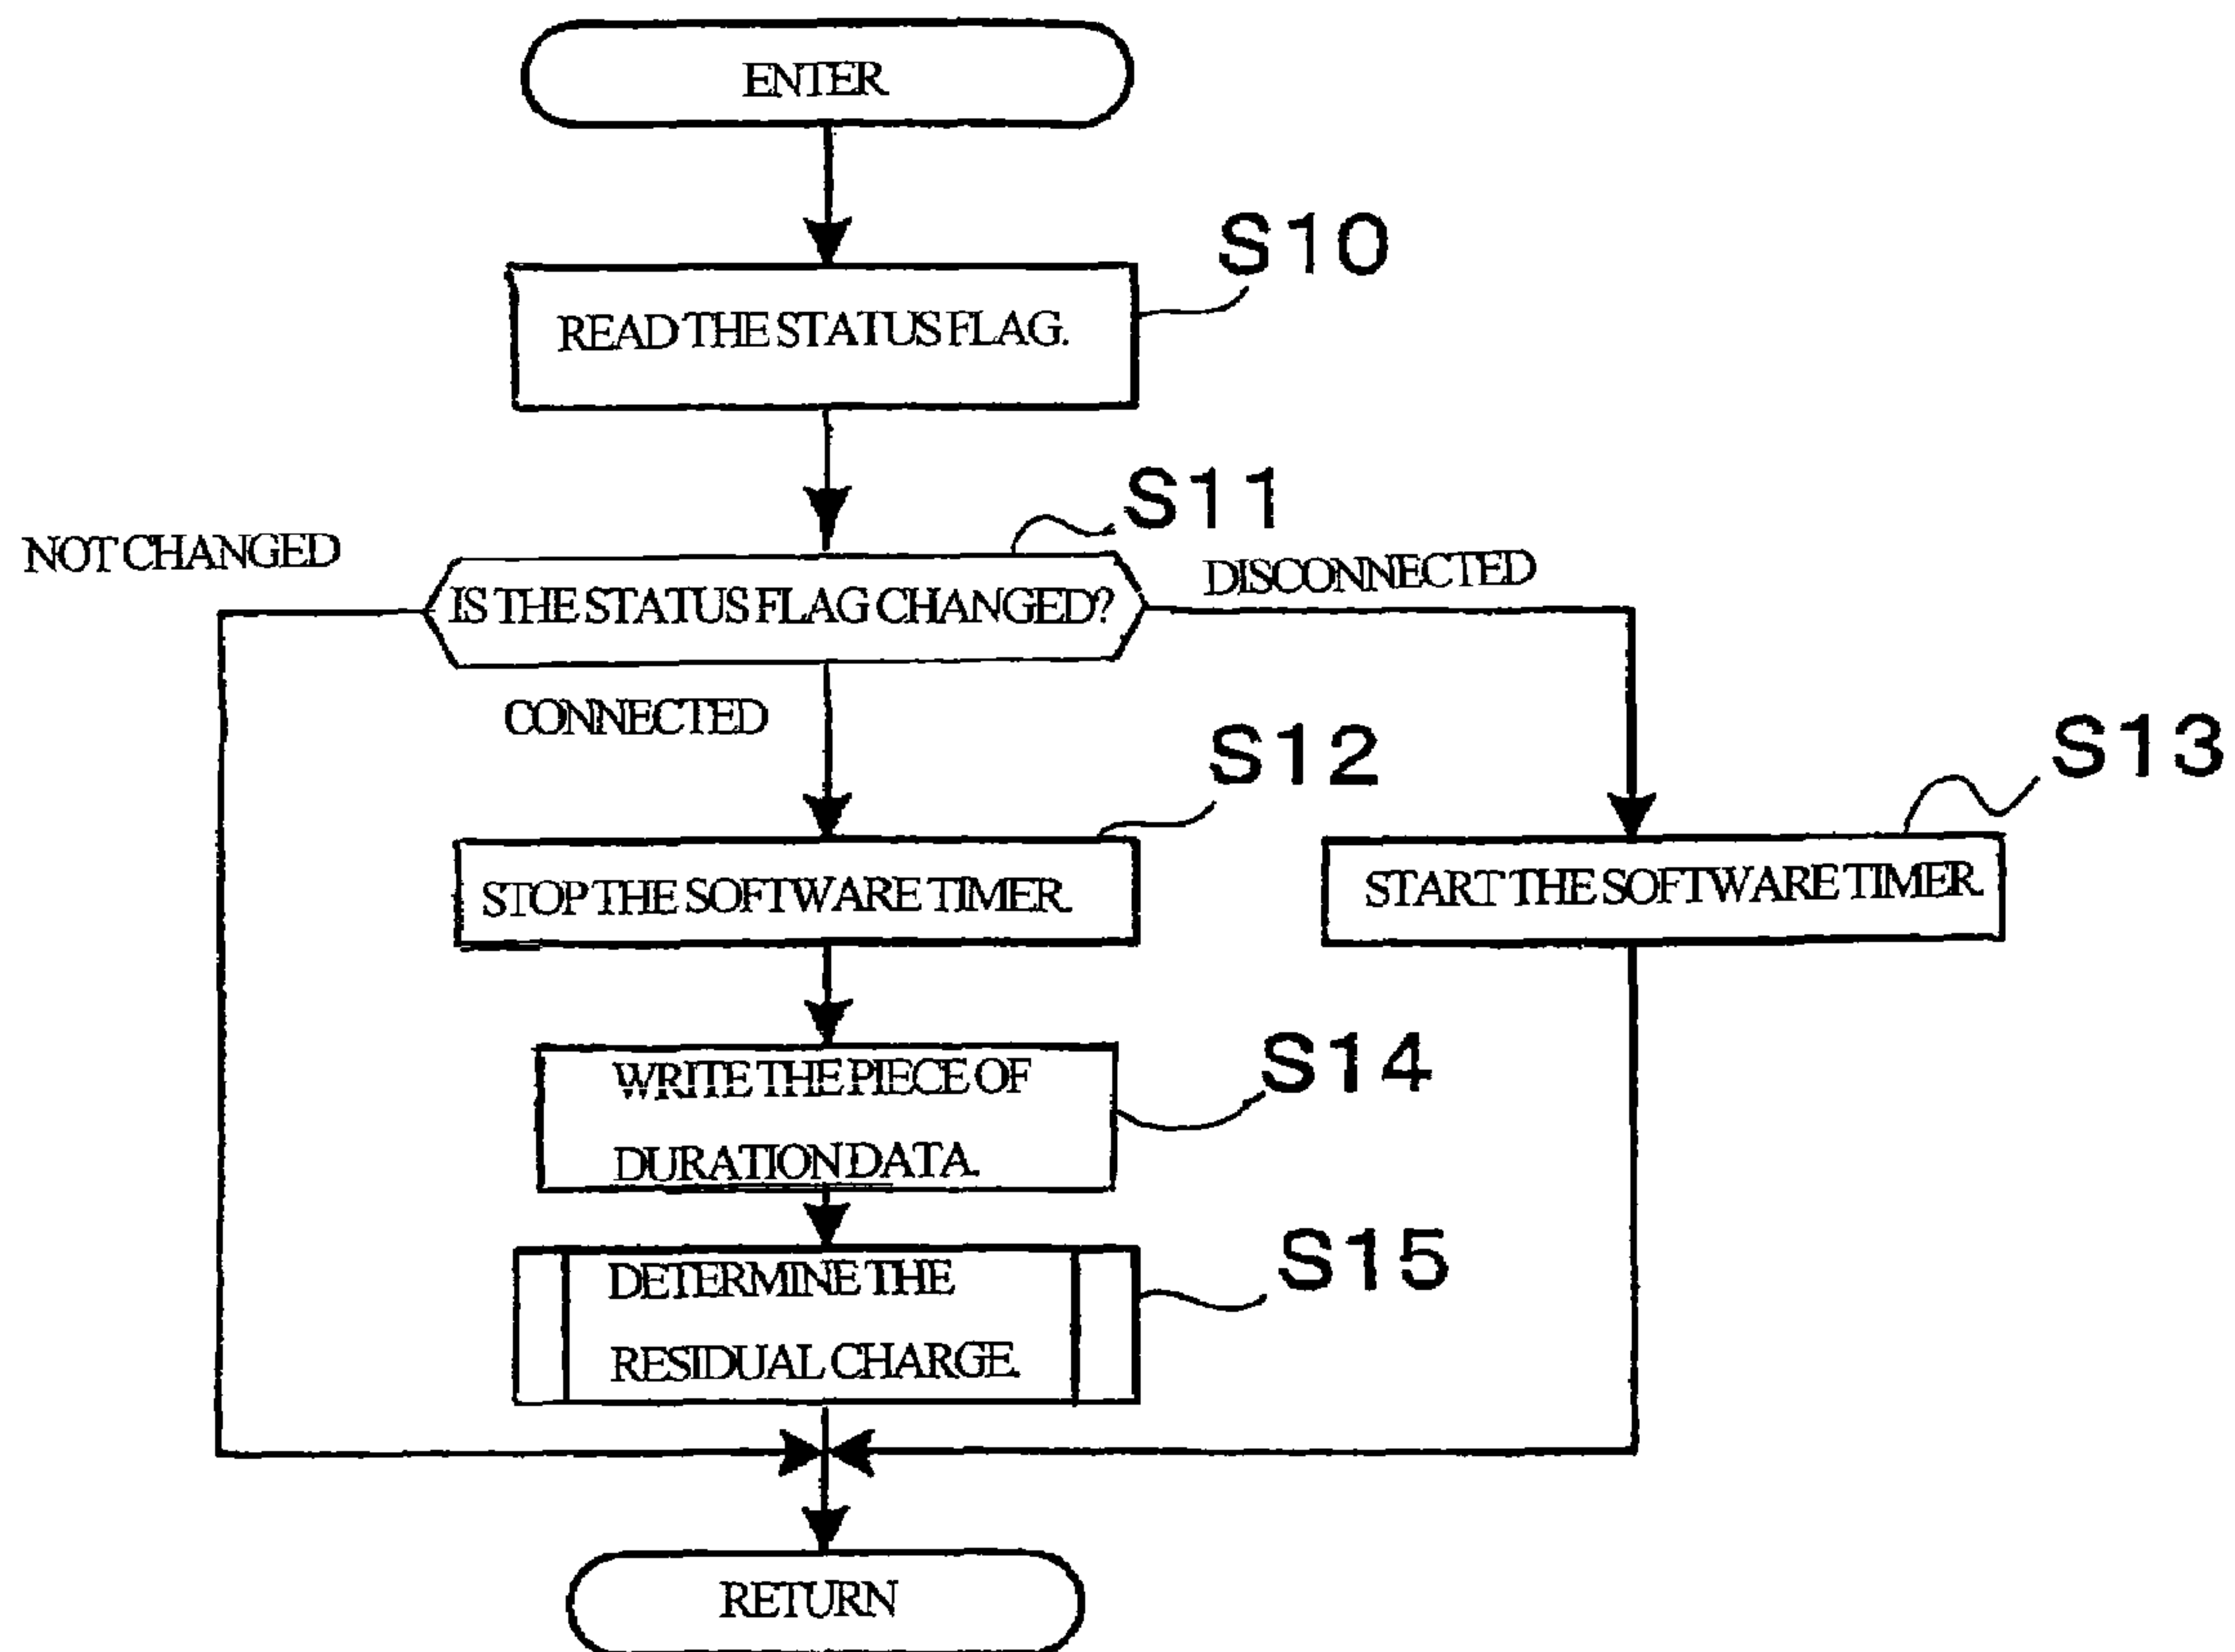 ENTER
S10
READ THE STATUS FLAG.
S11
NOT CHANGED
DISCONNECTED
IS THE STATUS FLAG CHANGED?
CONNECTED
S12
S13
STOP THE SOFTWARE TIMER.
START THE SOFTWARE TIMER.
S14
WRITE THE PIECE OF
DURATION DATA.
S15
DETERMINE THE
RESIDUAL CHARGE.
RETURN